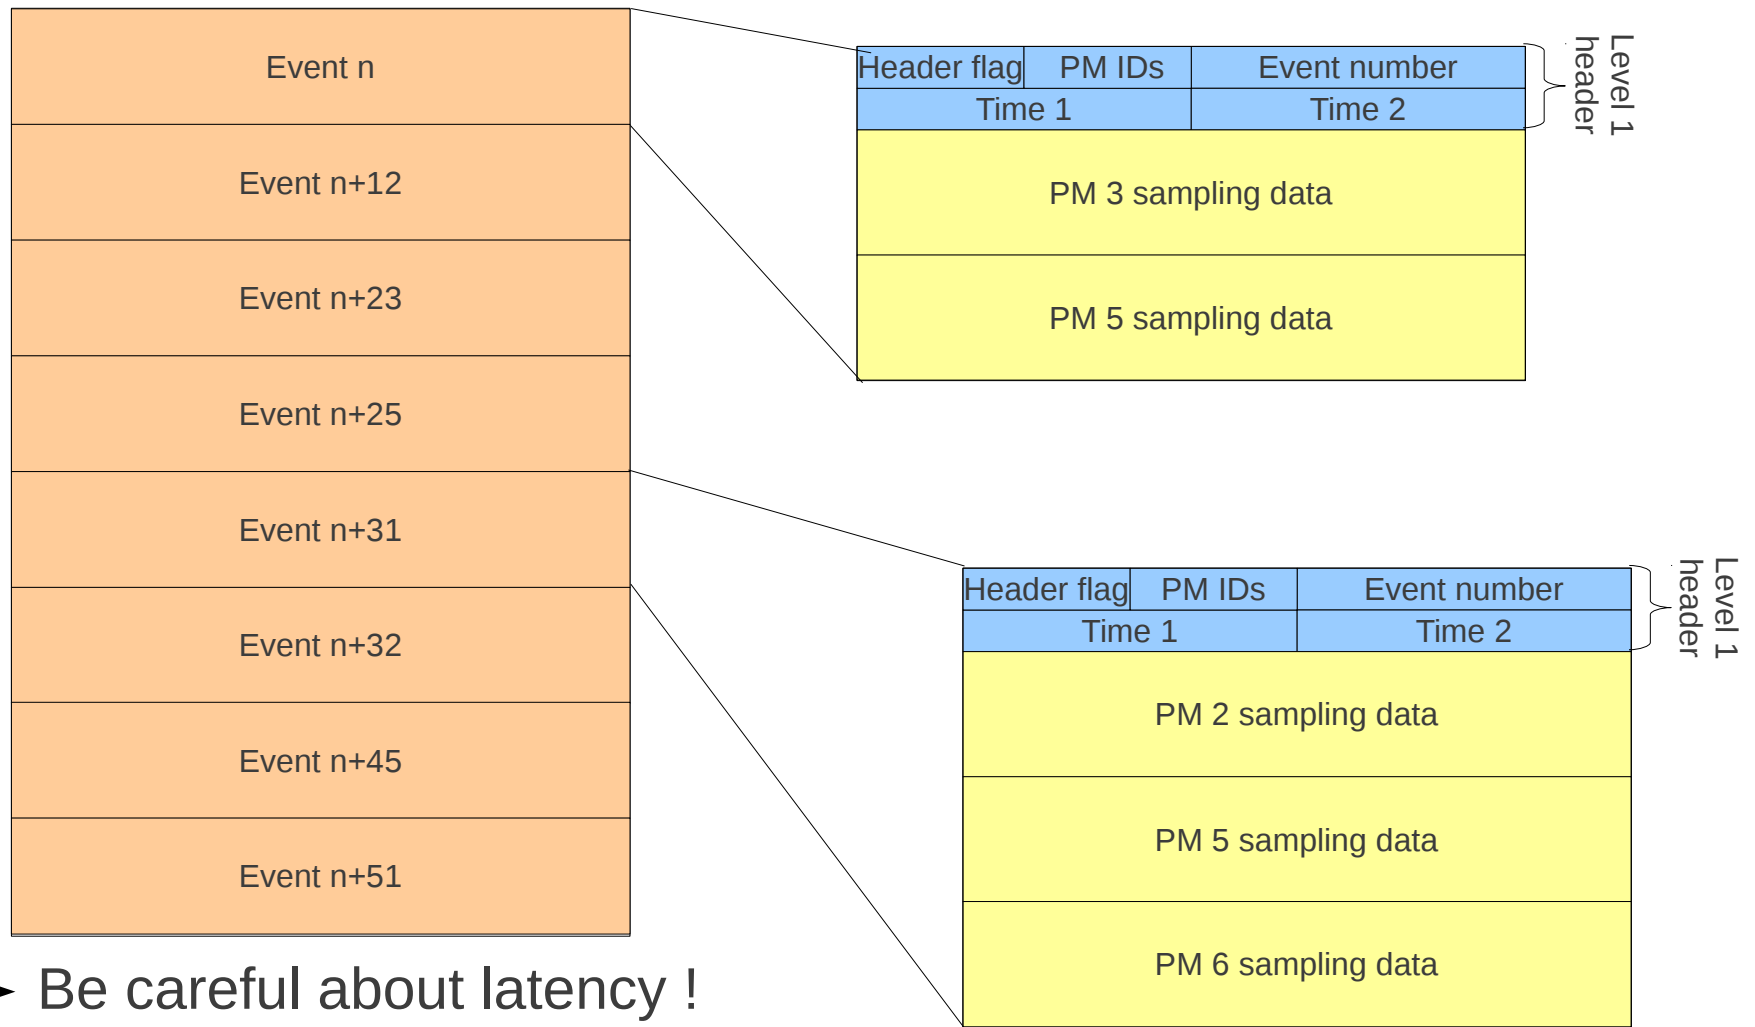 Event n
Event n+12
Event n+23
Event n+25
Event n+31
Event n+32
Event n+45
Event n+51
Be careful about latency !
Header flag PM IDs Event number
Time 1 Time 2
PM 3 sampling data
PM 5 sampling data
Level 1
header
Header flag PM IDs Event number
Time 1 Time 2
PM 2 sampling data
PM 5 sampling data
PM 6 sampling data
Level 1
header